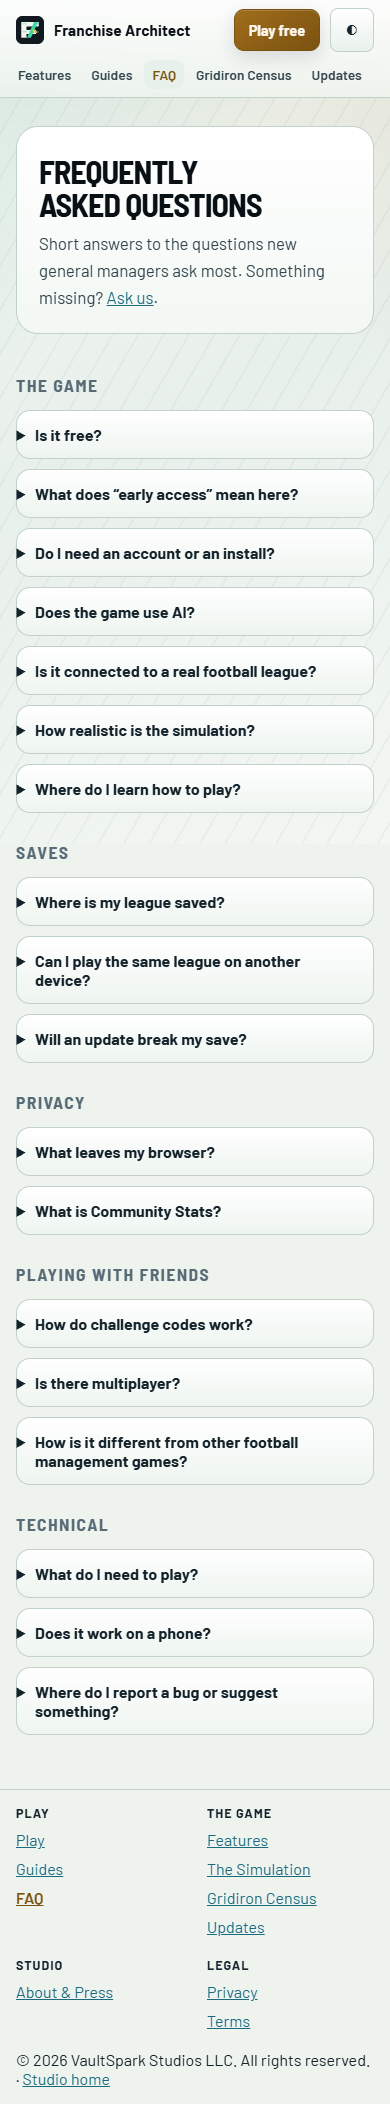 Franchise Architect
Play free
Features Guides FAQ Gridiron Census Updates
FREQUENTLY
ASKED QUESTIONS
Short answers to the questions new
general managers ask most. Something
missing? Ask us.
THE GAME
Is it free?
What does “early access” mean here?
Do I need an account or an install?
Does the game use AI?
Is it connected to a real football league?
How realistic is the simulation?
Where do I learn how to play?
SAVES
Where is my league saved?
Can I play the same league on another
device?
Will an update break my save?
PRIVACY
What leaves my browser?
What is Community Stats?
PLAYING WITH FRIENDS
How do challenge codes work?
Is there multiplayer?
How is it different from other football
management games?
TECHNICAL
What do I need to play?
Does it work on a phone?
Where do I report a bug or suggest
something?
PLAY
Play
Guides
FAQ
THE GAME
Features
The Simulation
Gridiron Census
Updates
STUDIO
About & Press
LEGAL
Privacy
Terms
© 2026 VaultSpark Studios LLC. All rights reserved.
· Studio home